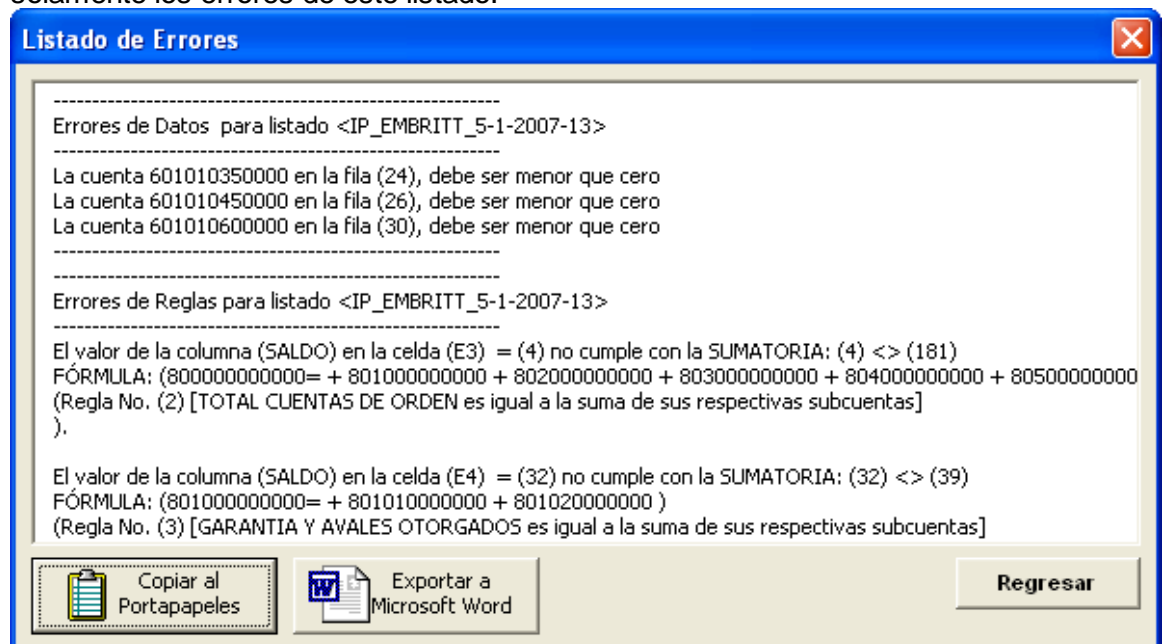 solamente los errores de este listado.
Listado de Errores
----------------------------------------------------------
Errores de Datos  para listado <IP_EMBRITT_5-1-2007-13>
----------------------------------------------------------
La cuenta 601010350000 en la fila (24), debe ser menor que cero
La cuenta 601010450000 en la fila (26), debe ser menor que cero
La cuenta 601010600000 en la fila (30), debe ser menor que cero
----------------------------------------------------------
----------------------------------------------------------
Errores de Reglas para listado <IP_EMBRITT_5-1-2007-13>
----------------------------------------------------------
El valor de la columna (SALDO) en la celda (E3)  = (4) no cumple con la SUMATORIA: (4) <> (181)
FÓRMULA: (800000000000= + 801000000000 + 802000000000 + 803000000000 + 804000000000 + 80500000000
(Regla No. (2) [TOTAL CUENTAS DE ORDEN es igual a la suma de sus respectivas subcuentas]
).
El valor de la columna (SALDO) en la celda (E4)  = (32) no cumple con la SUMATORIA: (32) <> (39)
FÓRMULA: (801000000000= + 801010000000 + 801020000000 )
(Regla No. (3) [GARANTIA Y AVALES OTORGADOS es igual a la suma de sus respectivas subcuentas]
Copiar al
Portapapeles
Exportar a
Microsoft Word
Regresar